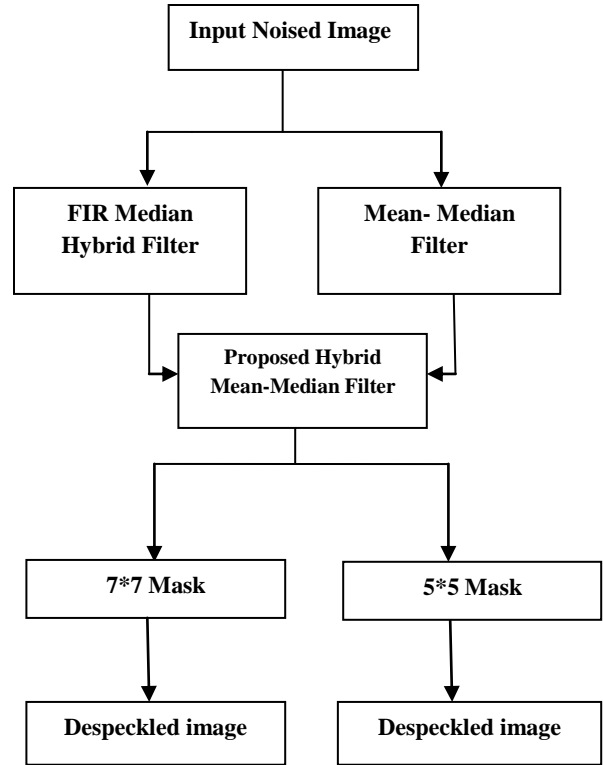 Input Noised Image
FIR Median
Hybrid Filter
Mean- Median
Filter
Proposed Hybrid
Mean-Median Filter
7*7 Mask
5*5 Mask
Despeckled image
Despeckled image